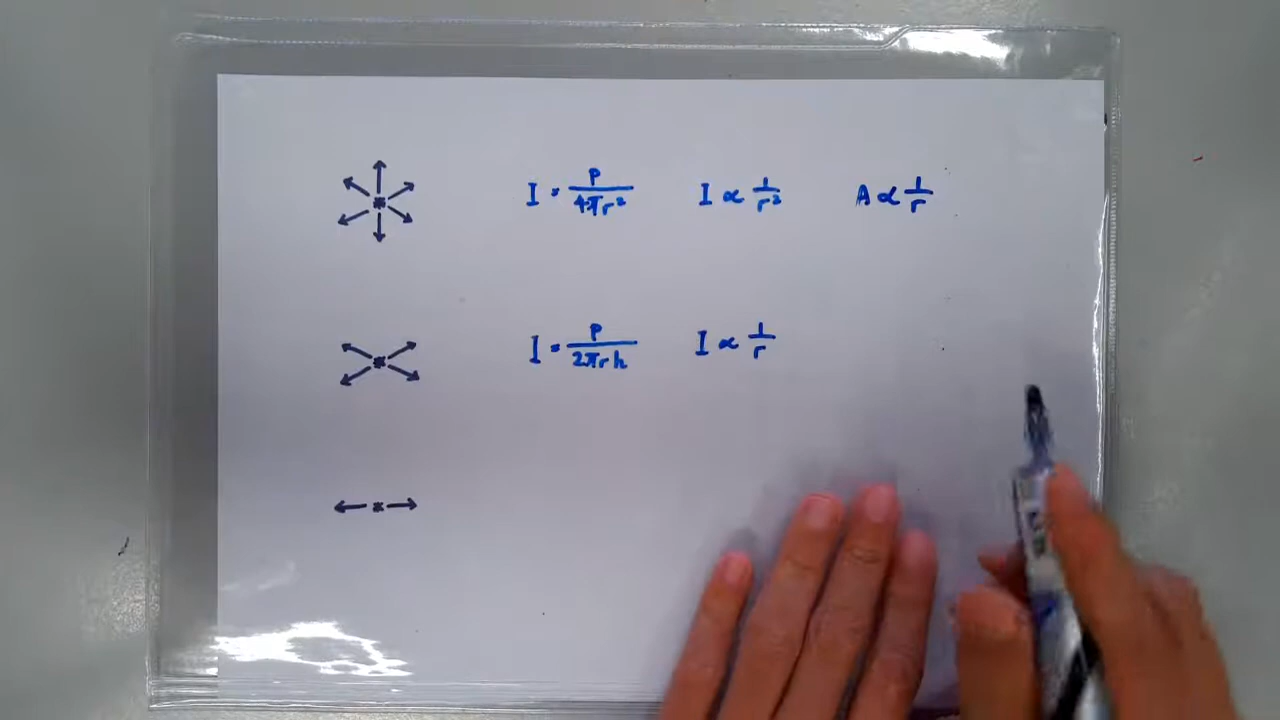 I = P/4πr² I ∝ 1/r² A ∝ 1/r
I = P/2πrh I ∝ 1/r